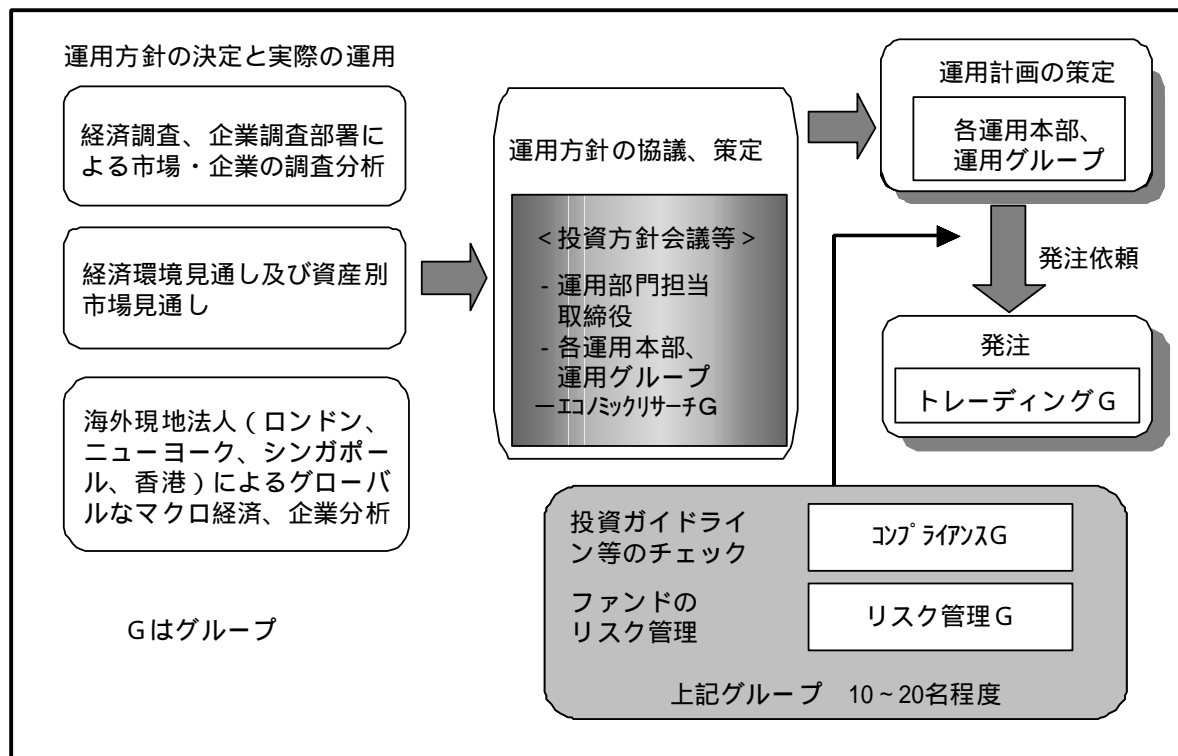 運用方針の決定と実際の運用
経済調査、企業調査部署に
よる市場・企業の調査分析
経済環境見通し及び資産別
市場見通し
海外現地法人（ロンドン、
ニューヨーク、シンガポー
ル、香港）によるグローバ
ルなマクロ経済、企業分析
Gはグループ
運用方針の協議、策定
＜投資方針会議等＞
- 運用部門担当
取締役
- 各運用本部、
運用グループ
－ｴｺﾉﾐｯｸﾘｻｰﾁG
運用計画の策定
各運用本部、
運用グループ
発注依頼
発注
トレーディングG
投資ガイドライ
ン等のチェック
ｺﾝﾌﾟﾗｲｱﾝｽG
ファンドの
リスク管理
リスク管理G
上記グループ　10～20名程度